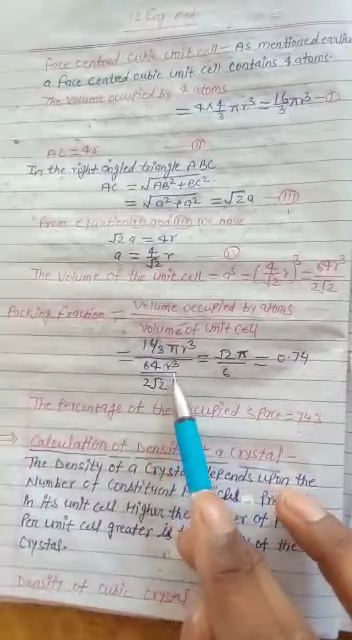 12 Eng med
face centred cubic unit cell - As mentioned earlier
a face centred cubic unit cell contains 4 atoms.
The volume occupied by 4 atoms
= 4 × 4/3 πr³ = 16/3 πr³ - ①
AC = 4r - ⑪
In the right angled triangle ABC
AC = √AB² + BC²
= √a² + a² = √2 a - ⑪⑪
From equation and we have
√2 a = 4r
a = 4/√2 r
The volume of the unit cell = a³ = (4/√2 r)³ = 64r³/2√2
Packing fraction = Volume occupied by atoms / Volume of unit cell
= 16/3 πr³ / 64r³/2√2 = √2 π/6 = 0.74
The percentage of the space = 74%
→ Calculation of Density of a Crystal -
The Density of a Crystal depends upon the
Number of Constituent
in its unit cell Higher the of
Per unit cell greater is of the
Crystal.
Density of cubic Crystal